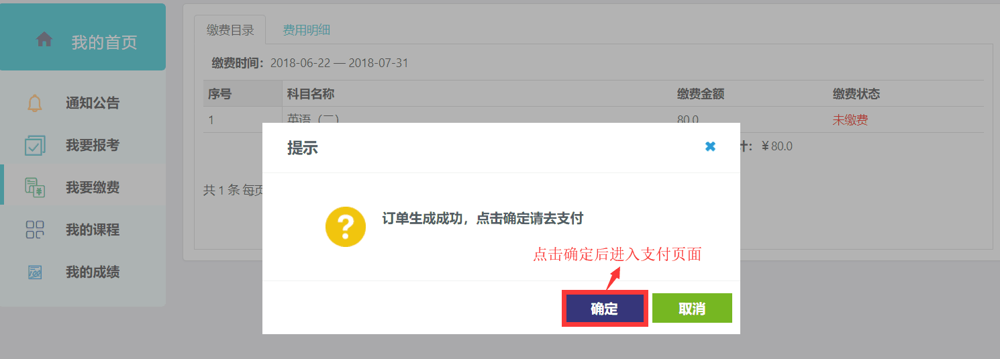 我的首页
通知公告
我要报考
我要缴费
我的课程
我的成绩
缴费目录 费用明细
缴费时间：2018-06-22 — 2018-07-31
序号 科目名称 缴费金额 缴费状态
1 英语（二） 80.0 未缴费
计：￥80.0
共 1 条 每页
提示
订单生成成功，点击确定请去支付
点击确定后进入支付页面
确定 取消